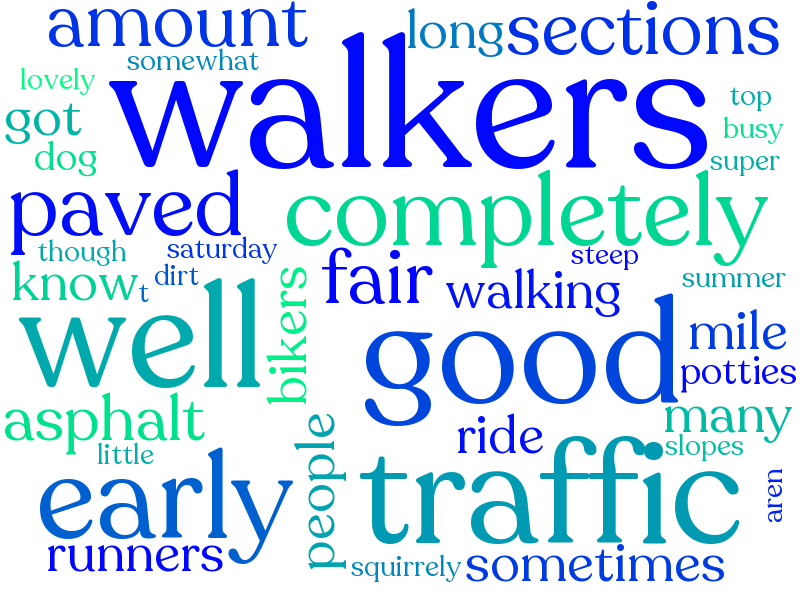 amount
long
sections
somewhat
walkers
lovely
got
top
busy
dog
super
paved
completely
though
saturday
steep
fair
know
t
dirt
walking
summer
bikers
well
good
mile
potties
asphalt
many
ride
slopes
little
people
early
traffic
aren
runners
squirrely
sometimes